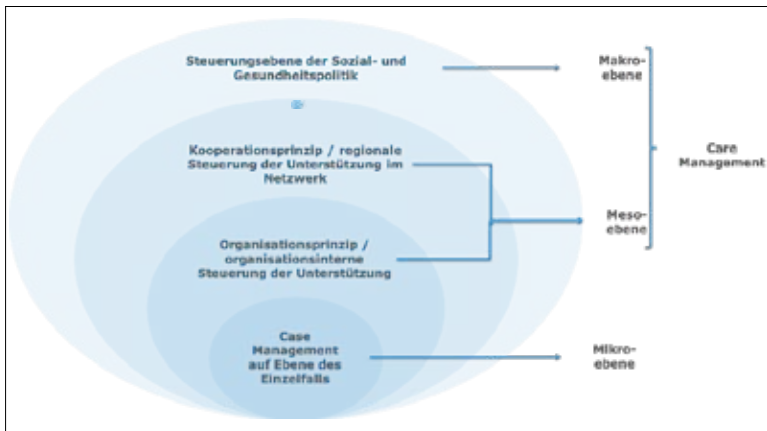 Steuerungsebene der Sozial- und
Gesundheitspolitik
Makro-
ebene
Kooperationsprinzip / regionale
Steuerung der Unterstützung im
Netzwerk
Care
Management
Meso-
ebene
Organisationsprinzip /
organisationsinterne
Steuerung der Unterstützung
Case
Management
auf Ebene des
Einzelfalls
Mikro-
ebene